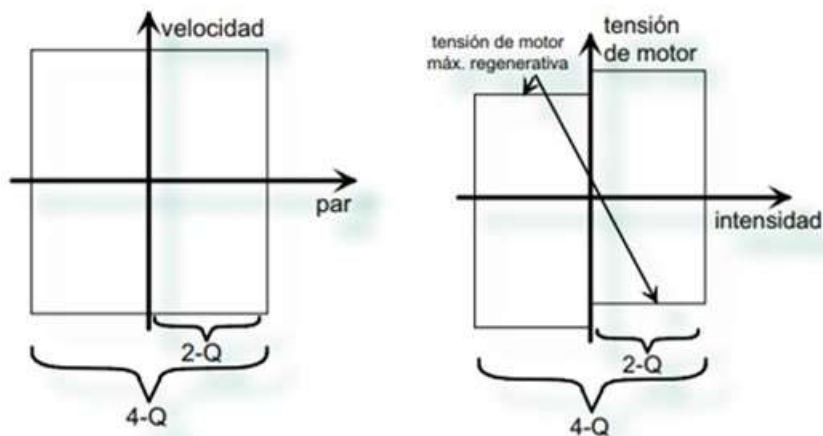 velocidad
par
2-Q
4-Q
tensión de motor
máx. regenerativa
tensión
de motor
intensidad
2-Q
4-Q